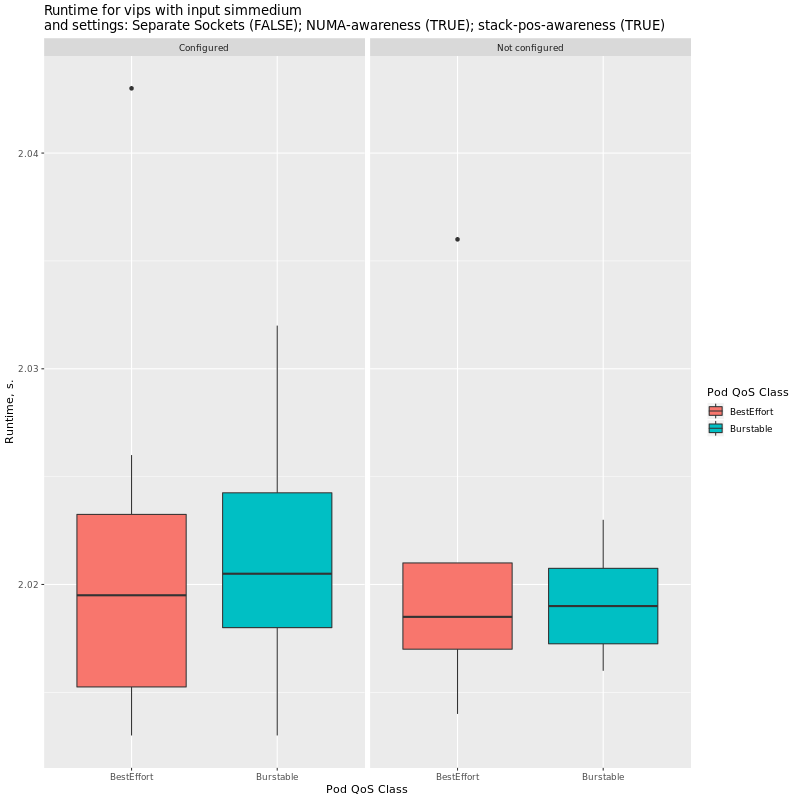 Runtime for vips with input simmedium
and settings: Separate Sockets (FALSE); NUMA-awareness (TRUE); stack-pos-awareness (TRUE)
Configured
Not configured
2.04
2.03
2.02
Runtime, s.
BestEffort
Burstable
BestEffort
Burstable
Pod QoS Class
Pod QoS Class
BestEffort
Burstable